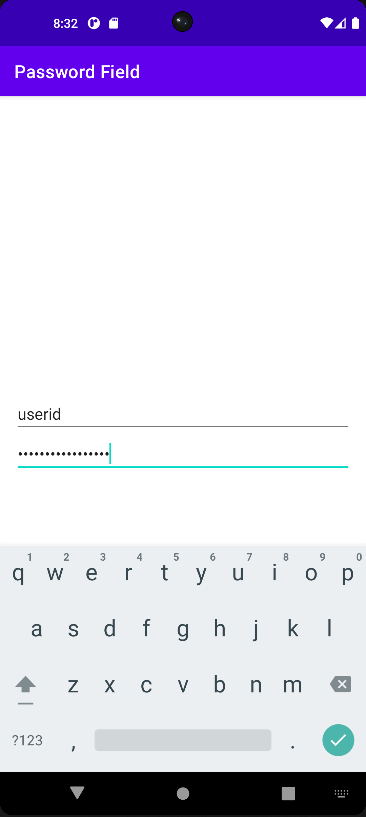 8:32
Password Field
userid
•••••••••••••••••
1 2 3 4 5 6 7 8 9 0
q w e r t y u i o p
a s d f g h j k l
z x c v b n m
?123 , .